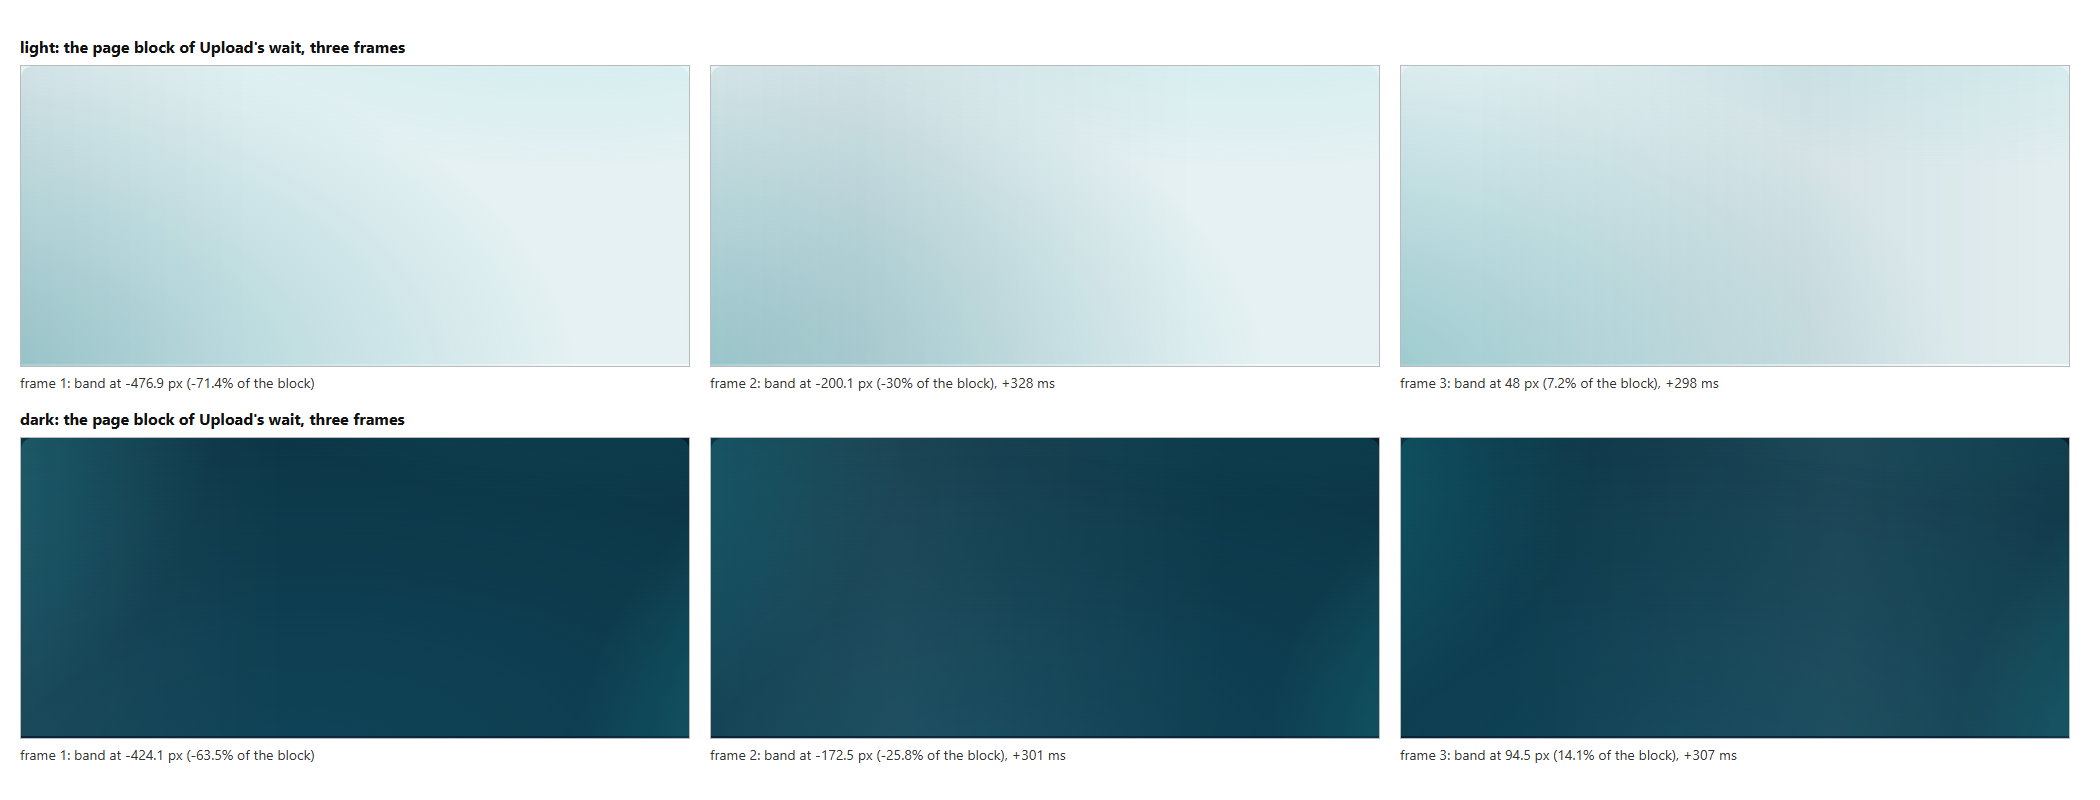 light: the page block of Upload's wait, three frames
frame 1: band at -476.9 px (-71.4% of the block)
frame 2: band at -200.1 px (-30% of the block), +328 ms
frame 3: band at 48 px (7.2% of the block), +298 ms
dark: the page block of Upload's wait, three frames
frame 1: band at -424.1 px (-63.5% of the block)
frame 2: band at -172.5 px (-25.8% of the block), +301 ms
frame 3: band at 94.5 px (14.1% of the block), +307 ms